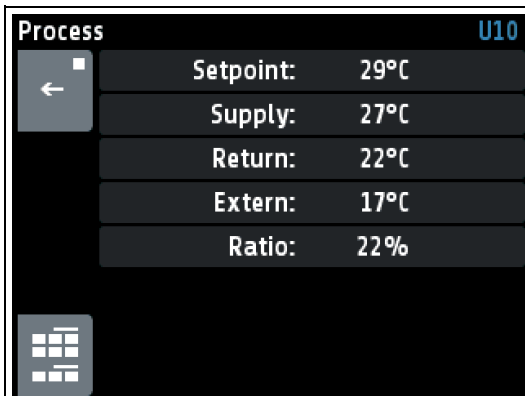 Process U10
Setpoint: 29°C
Supply: 27°C
Return: 22°C
Extern: 17°C
Ratio: 22%